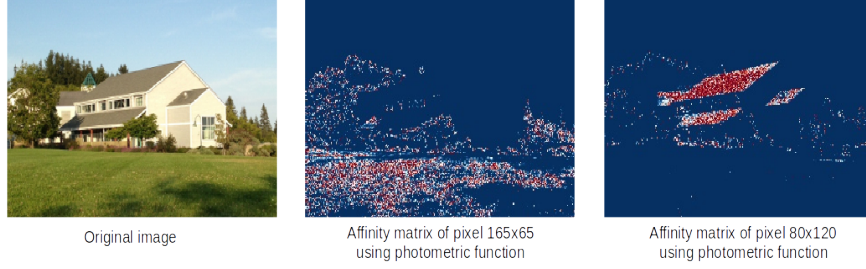 Original image
Affinity matrix of pixel 165x65
using photometric function
Affinity matrix of pixel 80x120
using photometric function